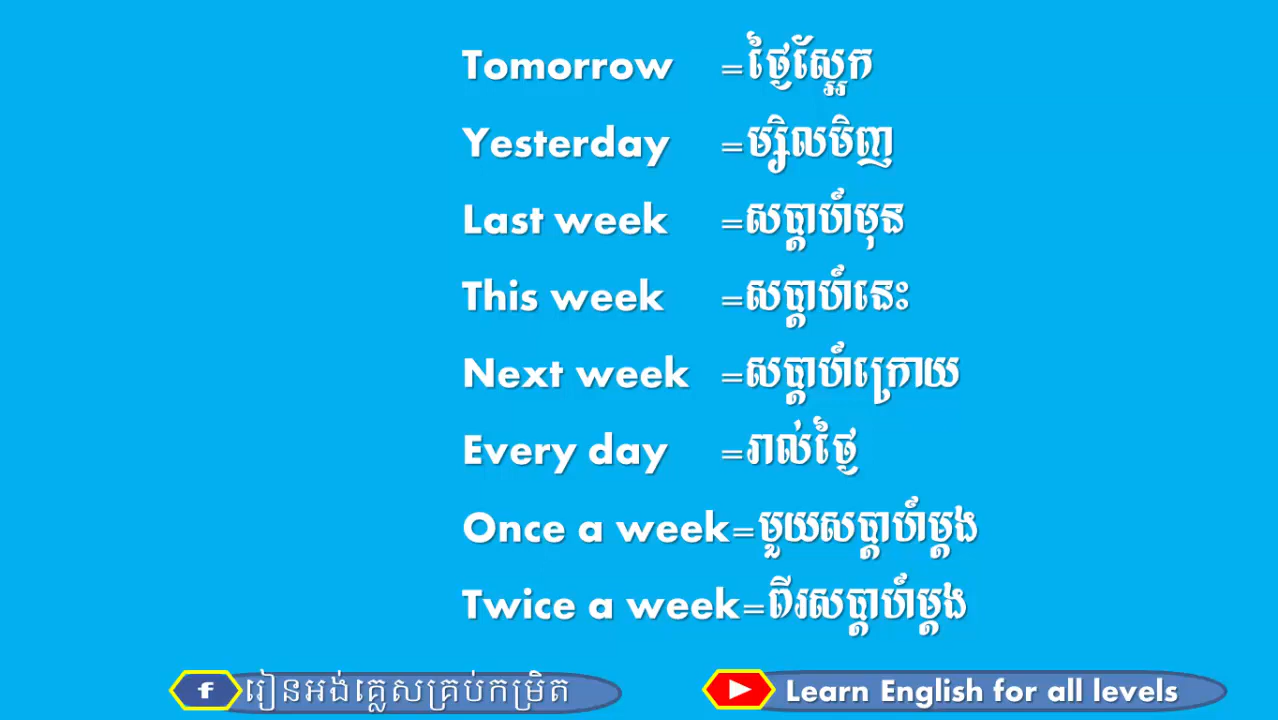 Tomorrow =ថ្ងៃស្អែក
Yesterday =ម្សិលមិញ
Last week =សប្តាហ៍មុន
This week =សប្តាហ៍នេះ
Next week =សប្តាហ៍ក្រោយ
Every day =រាល់ថ្ងៃ
Once a week=មួយសប្តាហ៍ម្តង
Twice a week=ពីរសប្តាហ៍ម្តង
f រៀនអង់គ្លេសគ្រប់កម្រិត Learn English for all levels